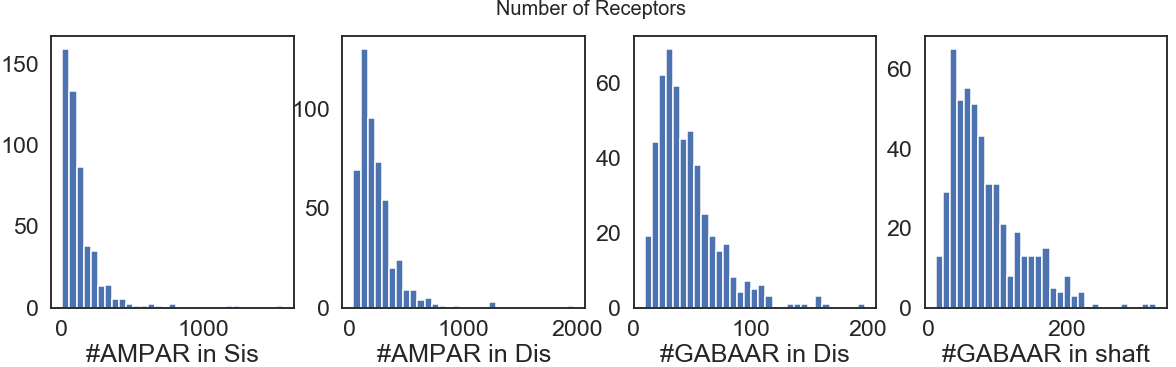 Number of Receptors
150
100
50
0
0 1000
#AMPAR in Sis
100
50
0
0 1000 2000
#AMPAR in Dis
60
40
20
0
0 100 200
#GABAAR in Dis
60
40
20
0
0 200
#GABAAR in shaft